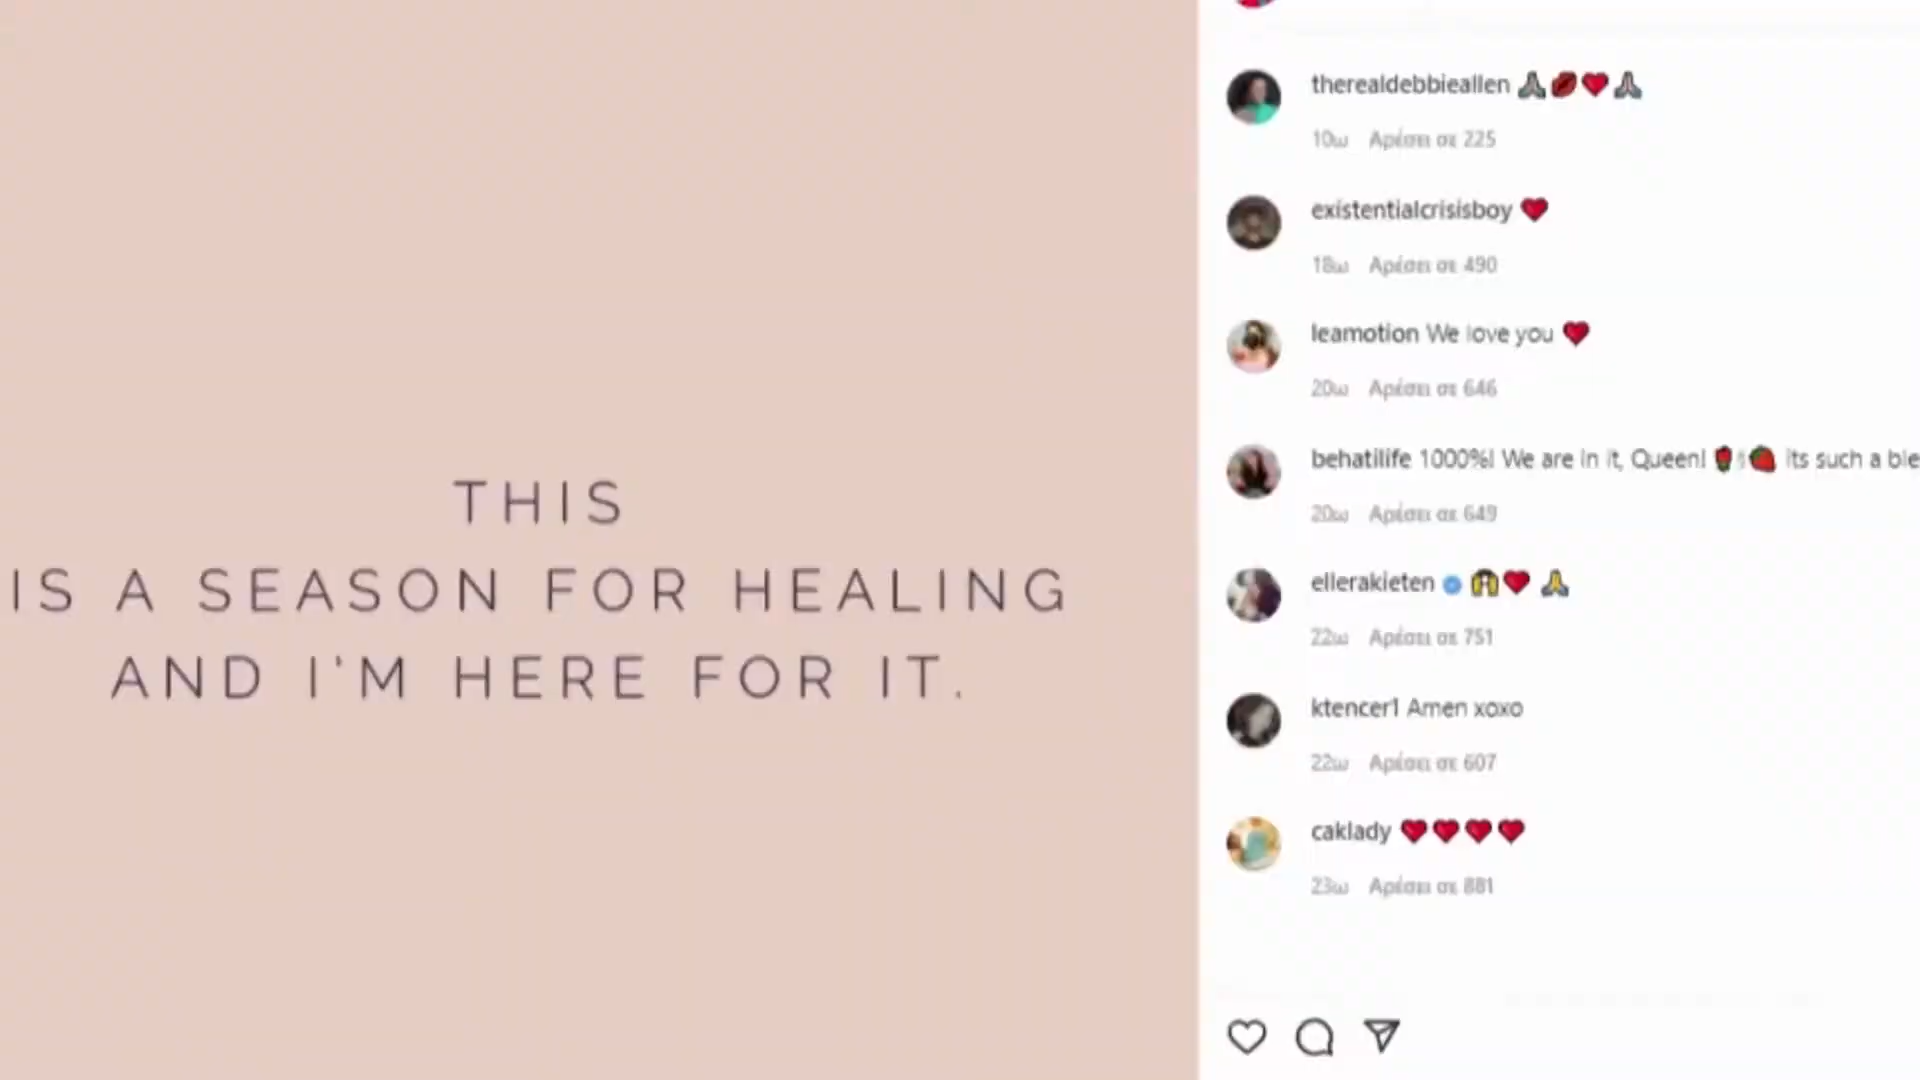 THIS
IS A SEASON FOR HEALING
AND I'M HERE FOR IT.
therealdebbieallen
10ω Αρέσει σε 225
existentialcrisisboy
18ω Αρέσει σε 490
leamotion We love you
20ω Αρέσει σε 646
behatilife 1000%! We are in it, Queen! its such a ble
20ω Αρέσει σε 649
ellerakieten
22ω Αρέσει σε 751
ktencer1 Amen xoxo
22ω Αρέσει σε 607
caklady
23ω Αρέσει σε 881